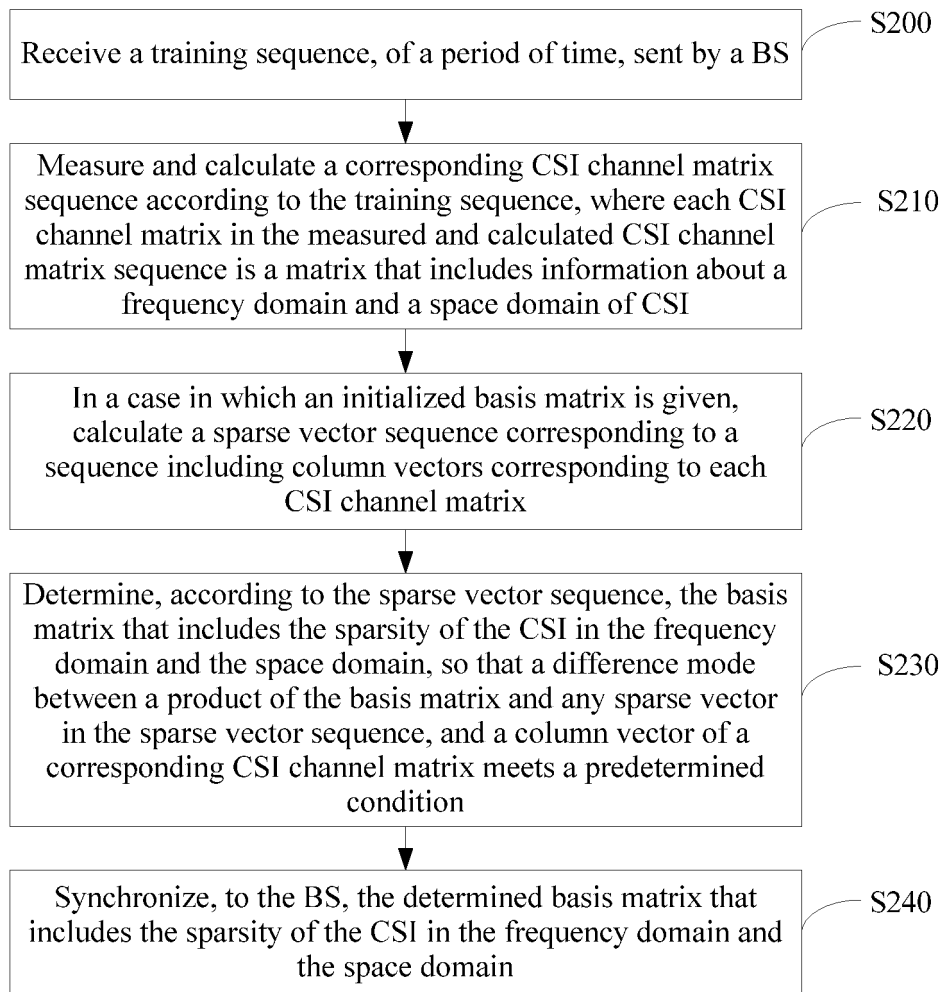 Receive a training sequence, of a period of time, sent by a BS
S200
Measure and calculate a corresponding CSI channel matrix
sequence according to the training sequence, where each CSI
channel matrix in the measured and calculated CSI channel
matrix sequence is a matrix that includes information about a
frequency domain and a space domain of CSI
S210
In a case in which an initialized basis matrix is given,
calculate a sparse vector sequence corresponding to a
sequence including column vectors corresponding to each
CSI channel matrix
S220
Determine, according to the sparse vector sequence, the basis
matrix that includes the sparsity of the CSI in the frequency
domain and the space domain, so that a difference mode
between a product of the basis matrix and any sparse vector
in the sparse vector sequence, and a column vector of a
corresponding CSI channel matrix meets a predetermined
condition
S230
Synchronize, to the BS, the determined basis matrix that
includes the sparsity of the CSI in the frequency domain and
the space domain
S240